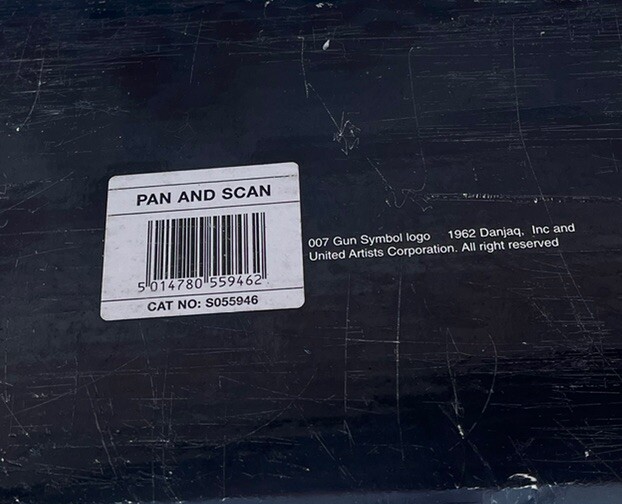 PAN AND SCAN
5 014780 559462
CAT NO: S055946
007 Gun Symbol logo 1962 Danjaq, Inc and
United Artists Corporation. All right reserved